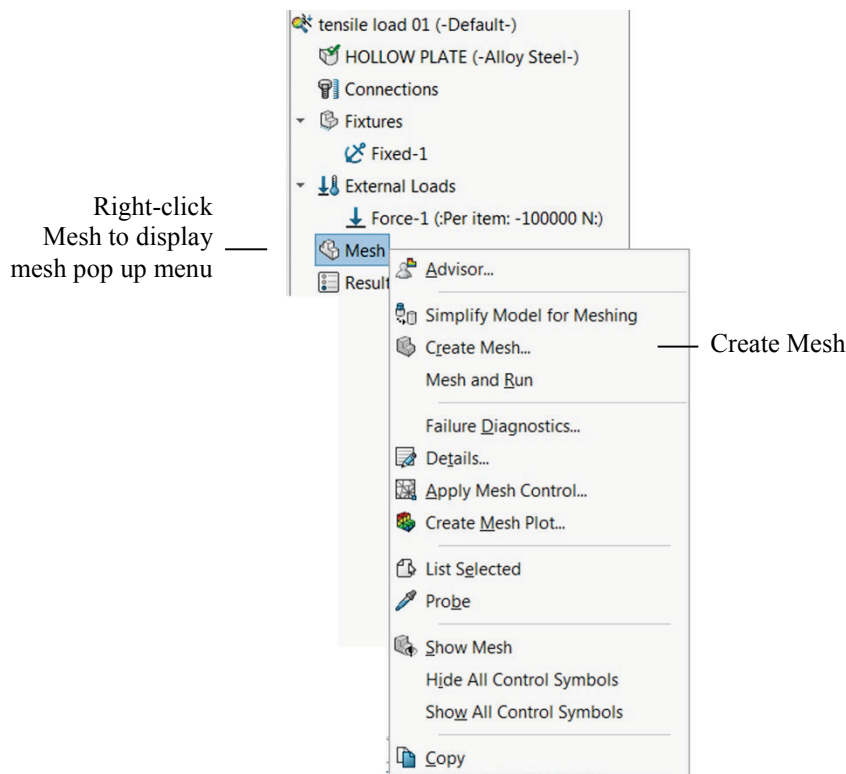 tensile load 01 (-Default-)
HOLLOW PLATE (-Alloy Steel-)
Connections
Fixtures
Fixed-1
External Loads
Force-1 (:Per item: -100000 N:)
Right-click
Mesh to display
mesh pop up menu
Mesh
Result
Advisor...
Simplify Model for Meshing
Create Mesh...
Create Mesh
Mesh and Run
Failure Diagnostics...
Details...
Apply Mesh Control...
Create Mesh Plot...
List Selected
Probe
Show Mesh
Hide All Control Symbols
Show All Control Symbols
Copy